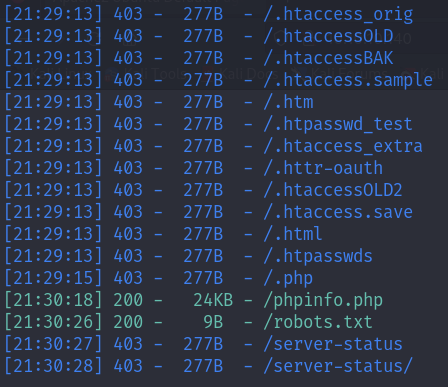 [21:29:13] 403 -  277B  - /.htaccess_orig
[21:29:13] 403 -  277B  - /.htaccessOLD
[21:29:13] 403 -  277B  - /.htaccessBAK
[21:29:13] 403 -  277B  - /.htaccess.sample
[21:29:13] 403 -  277B  - /.htm
[21:29:13] 403 -  277B  - /.htpasswd_test
[21:29:13] 403 -  277B  - /.htaccess_extra
[21:29:13] 403 -  277B  - /.httr-oauth
[21:29:13] 403 -  277B  - /.htaccessOLD2
[21:29:13] 403 -  277B  - /.htaccess.save
[21:29:13] 403 -  277B  - /.html
[21:29:13] 403 -  277B  - /.htpasswds
[21:29:15] 403 -  277B  - /.php
[21:30:18] 200 -   24KB - /phpinfo.php
[21:30:26] 200 -    9B  - /robots.txt
[21:30:27] 403 -  277B  - /server-status
[21:30:28] 403 -  277B  - /server-status/